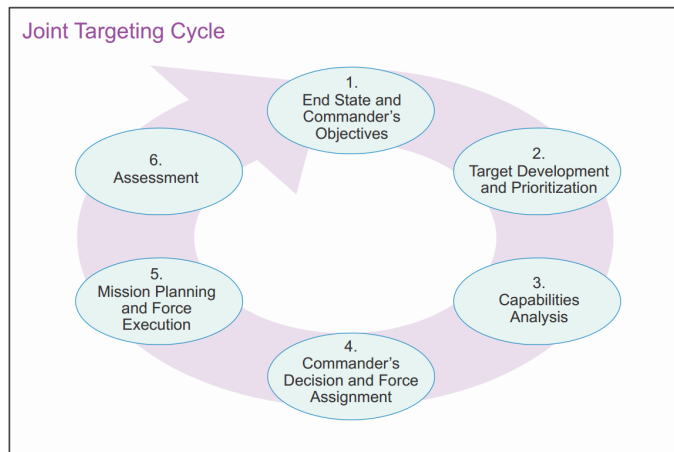 Joint Targeting Cycle
1.
End State and
Commander's
Objectives
2.
Target Development
and Prioritization
3.
Capabilities
Analysis
4.
Commander's
Decision and Force
Assignment
5.
Mission Planning
and Force
Execution
6.
Assessment